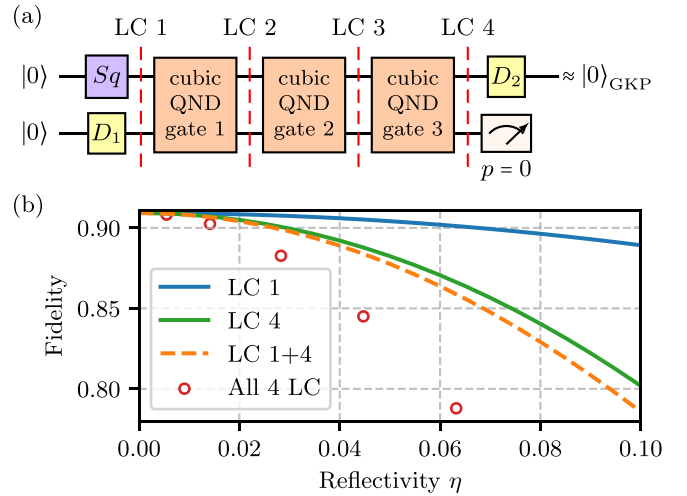 (a)
LC 1 LC 2 LC 3 LC 4
|0⟩ Sq cubic QND gate 1 cubic QND gate 2 cubic QND gate 3 D₂ ≈ |0⟩GKP
|0⟩ D₁
p = 0
(b)
Fidelity
0.90
0.85
0.80
LC 1
LC 4
LC 1+4
All 4 LC
0.00 0.02 0.04 0.06 0.08 0.10
Reflectivity η